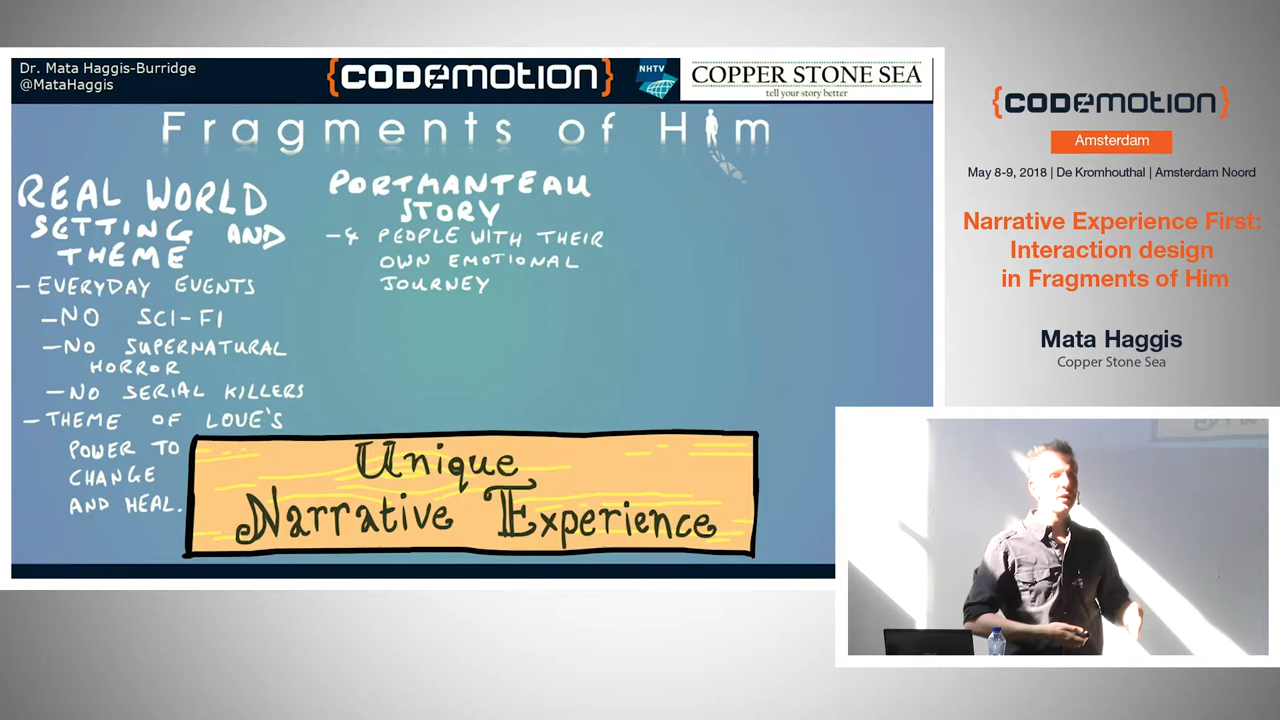 Dr. Mata Haggis-Burridge
@MataHaggis
{CODEMOTION}
NHTV
COPPER STONE SEA
tell your story better
Fragments of Him
REAL WORLD
SETTING AND
THEME
- EVERYDAY EVENTS
- NO SCI-FI
- NO SUPERNATURAL
HORROR
- NO SERIAL KILLERS
- THEME OF LOVE'S
POWER TO
CHANGE
AND HEAL.
PORTMANTEAU
STORY
- 4 PEOPLE WITH THEIR
OWN EMOTIONAL
JOURNEY
Unique
Narrative Experience
{CODEMOTION}
Amsterdam
May 8-9, 2018 | De Kromhouthal | Amsterdam Noord
Narrative Experience First:
Interaction design
in Fragments of Him
Mata Haggis
Copper Stone Sea